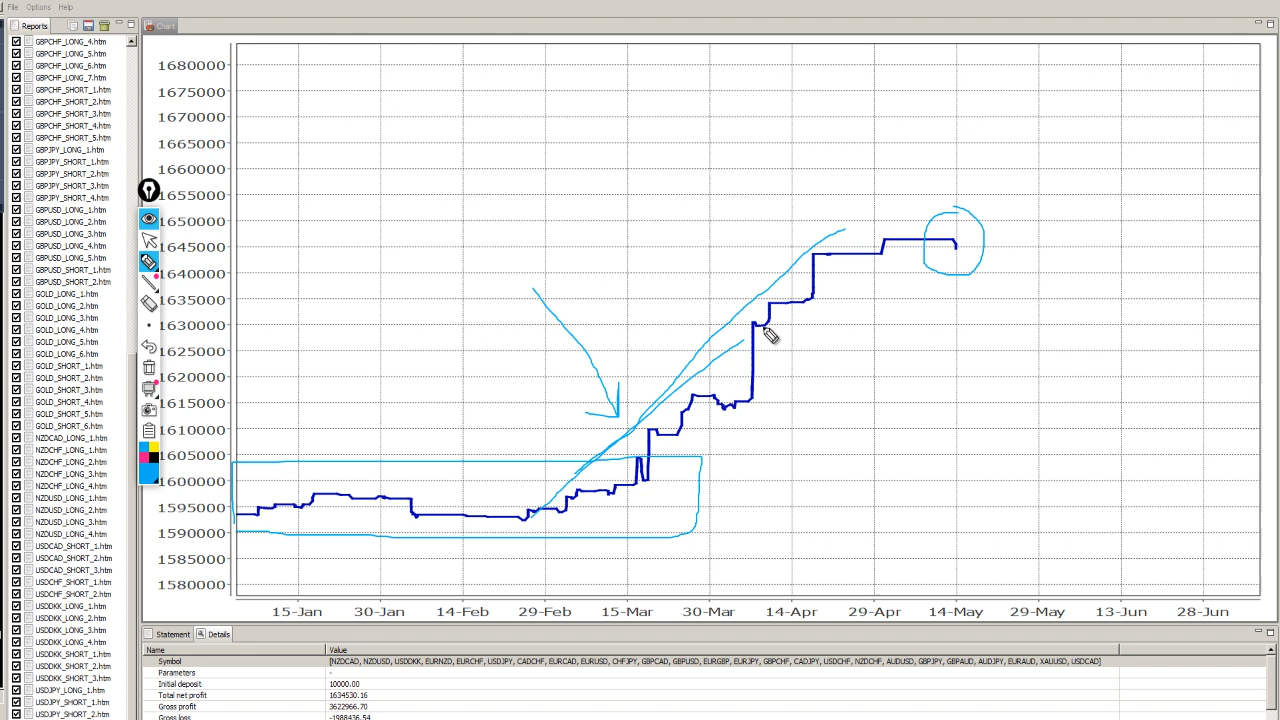 File Options Help
Reports
Chart
GBPCHF_LONG_4.htm
GBPCHF_LONG_5.htm
GBPCHF_LONG_6.htm
GBPCHF_LONG_7.htm
GBPCHF_SHORT_1.htm
GBPCHF_SHORT_2.htm
GBPCHF_SHORT_3.htm
GBPCHF_SHORT_4.htm
GBPCHF_SHORT_5.htm
GBPJPY_LONG_1.htm
GBPJPY_SHORT_1.htm
GBPJPY_SHORT_2.htm
GBPJPY_SHORT_3.htm
GBPJPY_SHORT_4.htm
GBPUSD_LONG_1.htm
GBPUSD_LONG_2.htm
GBPUSD_LONG_3.htm
GBPUSD_LONG_4.htm
GBPUSD_LONG_5.htm
GBPUSD_SHORT_1.htm
GBPUSD_SHORT_2.htm
GOLD_LONG_1.htm
GOLD_LONG_2.htm
GOLD_LONG_3.htm
GOLD_LONG_4.htm
GOLD_LONG_5.htm
GOLD_LONG_6.htm
GOLD_SHORT_1.htm
GOLD_SHORT_2.htm
GOLD_SHORT_3.htm
GOLD_SHORT_4.htm
GOLD_SHORT_5.htm
GOLD_SHORT_6.htm
NZDCAD_LONG_1.htm
NZDCHF_LONG_1.htm
NZDCHF_LONG_2.htm
NZDCHF_LONG_3.htm
NZDCHF_LONG_4.htm
NZDUSD_LONG_1.htm
NZDUSD_LONG_2.htm
NZDUSD_LONG_3.htm
NZDUSD_LONG_4.htm
USDCAD_SHORT_1.htm
USDCAD_SHORT_2.htm
USDCAD_SHORT_3.htm
USDCHF_SHORT_1.htm
USDCHF_SHORT_2.htm
USDDKK_LONG_1.htm
USDDKK_LONG_2.htm
USDDKK_LONG_3.htm
USDDKK_LONG_4.htm
USDDKK_SHORT_1.htm
USDDKK_SHORT_2.htm
USDDKK_SHORT_3.htm
USDJPY_LONG_1.htm
USDJPY_SHORT_1.htm
USDJPY_SHORT_2.htm
1680000
1675000
1670000
1665000
1660000
1655000
1650000
1645000
1640000
1635000
1630000
1625000
1620000
1615000
1610000
1605000
1600000
1595000
1590000
1585000
1580000
15-Jan 30-Jan 14-Feb 29-Feb 15-Mar 30-Mar 14-Apr 29-Apr 14-May 29-May 13-Jun 28-Jun
Statement Details
Name Value
Symbol [NZDCAD, NZDUSD, USDDKK, EURNZD, EURCHF, USDJPY, CADCHF, EURCAD, EURUSD, CHFJPY, GBPCAD, GBPUSD, EURGBP, EURJPY, GBPCHF, CADJPY, USDCHF, NZDCHF, AUDUSD, GBPJPY, GBPAUD, AUDJPY, EURAUD, XAUUSD, USDCAD]
Parameters -
Initial deposit 10000.00
Total net profit 1634530.16
Gross profit 3622966.70
Gross loss -1988436.54